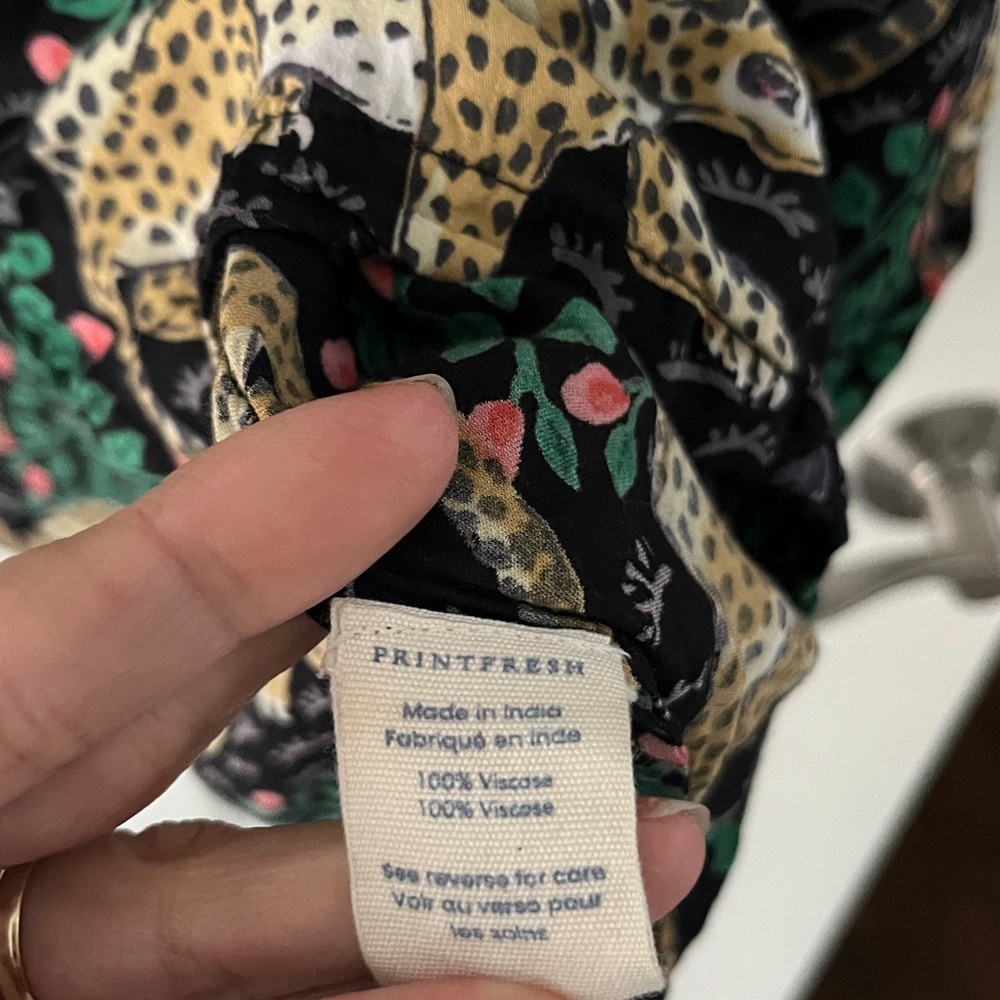 PRINTFRESH
Made in India
Fabriqué en Inde
100% Viscose
100% Viscose
See reverse for care
Voir au verso pour
les soins